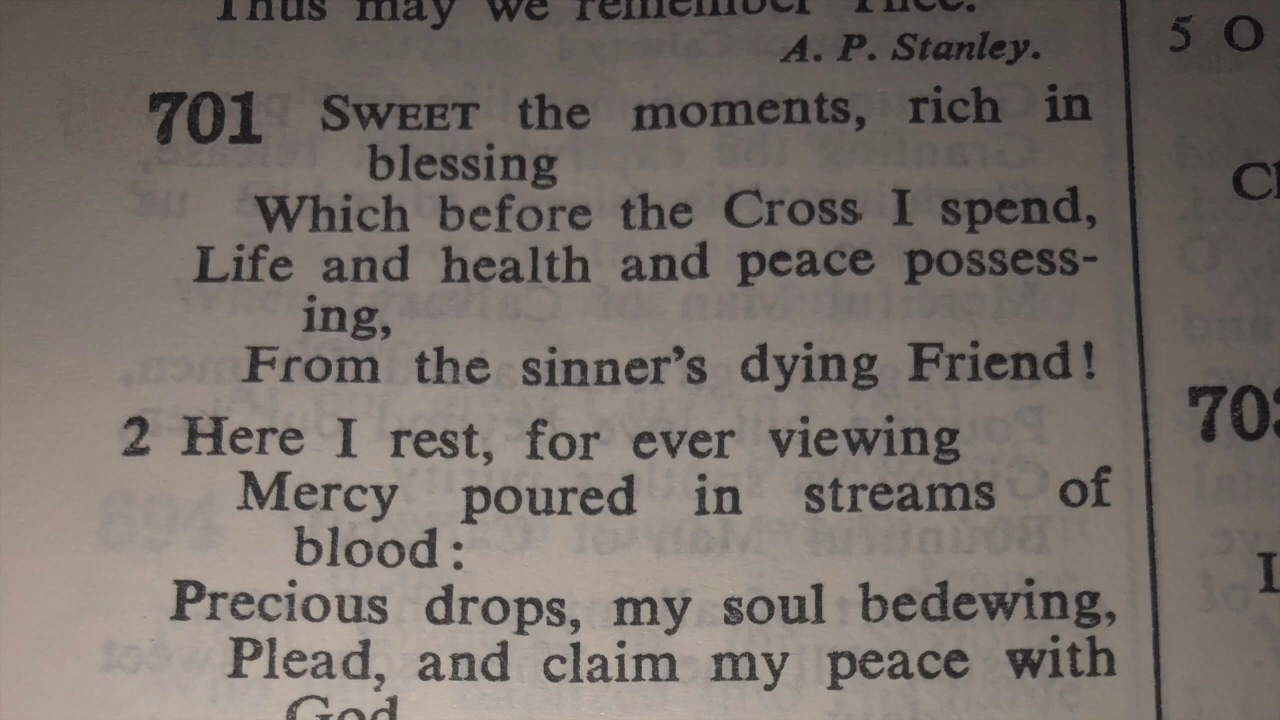 Thus may we remember Thee.
A. P. Stanley.
701 SWEET the moments, rich in
blessing
Which before the Cross I spend,
Life and health and peace possess-
ing,
From the sinner's dying Friend!
2 Here I rest, for ever viewing
Mercy poured in streams of
blood:
Precious drops, my soul bedewing,
Plead, and claim my peace with
God
5 O
70